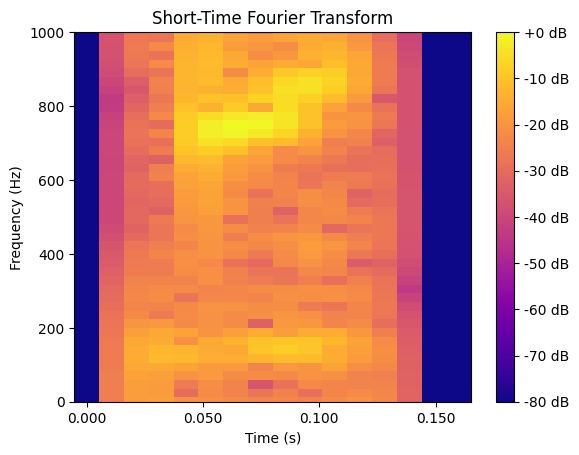 Short-Time Fourier Transform
Frequency (Hz)
1000
800
600
400
200
0
0.000 0.050 0.100 0.150
Time (s)
+0 dB
-10 dB
-20 dB
-30 dB
-40 dB
-50 dB
-60 dB
-70 dB
-80 dB